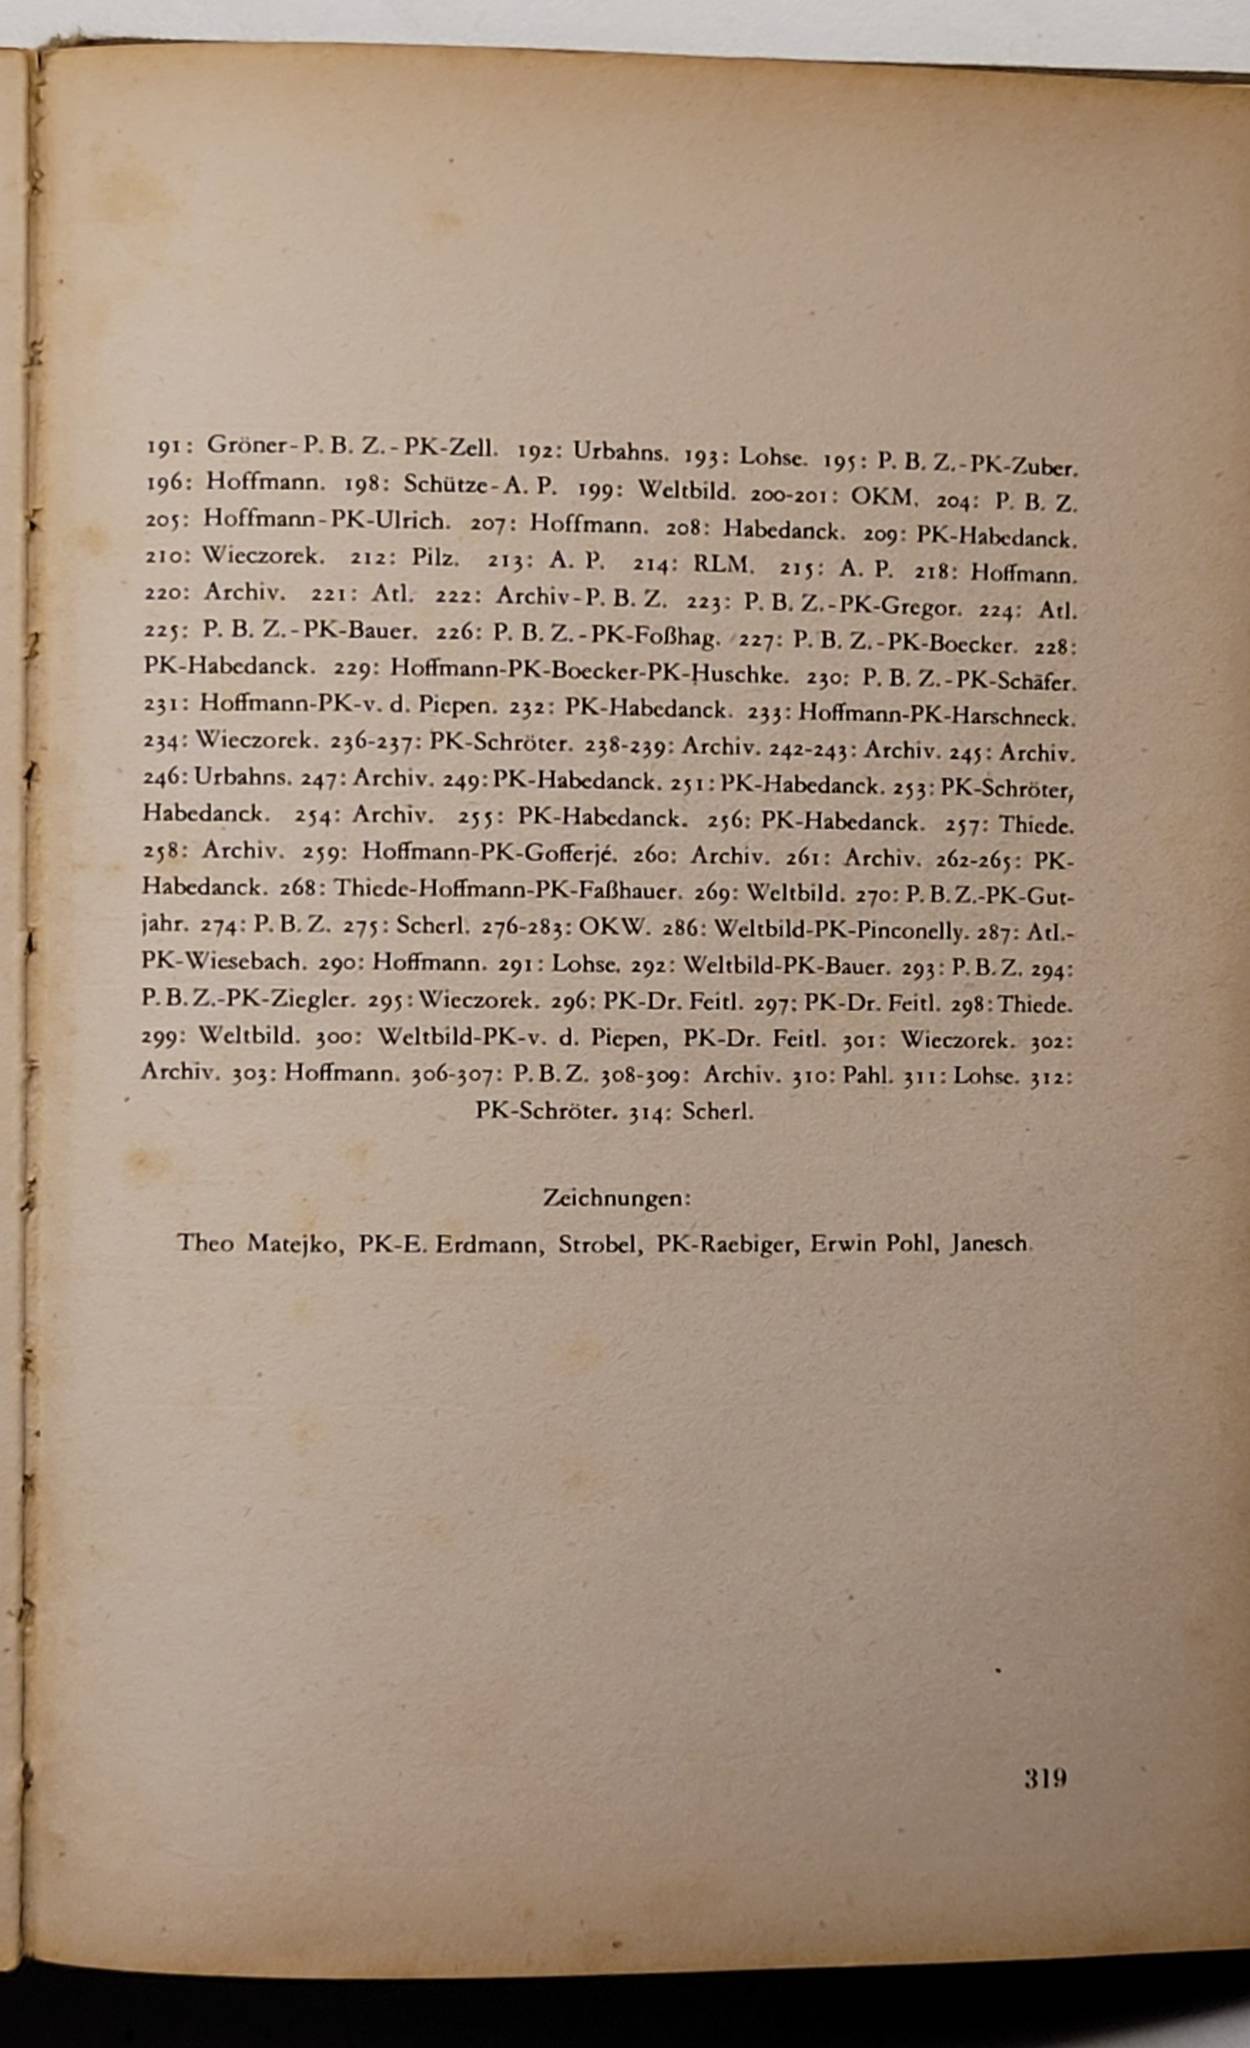 191: Gröner-P. B. Z.-PK-Zell. 192: Urbahns. 193: Lohse. 195: P. B. Z.-PK-Zuber.
196: Hoffmann. 198: Schütze-A. P. 199: Weltbild. 200-201: OKM. 204: P. B. Z.
205: Hoffmann-PK-Ulrich. 207: Hoffmann. 208: Habedanck. 209: PK-Habedanck.
210: Wieczorek. 212: Pilz. 213: A. P. 214: RLM. 215: A. P. 218: Hoffmann.
220: Archiv. 221: Atl. 222: Archiv-P. B. Z. 223: P. B. Z.-PK-Gregor. 224: Atl.
225: P. B. Z.-PK-Bauer. 226: P. B. Z.-PK-Foßhag. 227: P. B. Z.-PK-Boecker. 228:
PK-Habedanck. 229: Hoffmann-PK-Boecker-PK-Huschke. 230: P. B. Z.-PK-Schäfer.
231: Hoffmann-PK-v. d. Piepen. 232: PK-Habedanck. 233: Hoffmann-PK-Harschneck.
234: Wieczorek. 236-237: PK-Schröter. 238-239: Archiv. 242-243: Archiv. 245: Archiv.
246: Urbahns. 247: Archiv. 249: PK-Habedanck. 251: PK-Habedanck. 253: PK-Schröter,
Habedanck. 254: Archiv. 255: PK-Habedanck. 256: PK-Habedanck. 257: Thiede.
258: Archiv. 259: Hoffmann-PK-Gofferjé. 260: Archiv. 261: Archiv. 262-265: PK-
Habedanck. 268: Thiede-Hoffmann-PK-Faßhauer. 269: Weltbild. 270: P. B. Z.-PK-Gut-
jahr. 274: P. B. Z. 275: Scherl. 276-283: OKW. 286: Weltbild-PK-Pinconelly. 287: Atl.-
PK-Wiesebach. 290: Hoffmann. 291: Lohse. 292: Weltbild-PK-Bauer. 293: P. B. Z. 294:
P. B. Z.-PK-Ziegler. 295: Wieczorek. 296: PK-Dr. Feitl. 297: PK-Dr. Feitl. 298: Thiede.
299: Weltbild. 300: Weltbild-PK-v. d. Piepen, PK-Dr. Feitl. 301: Wieczorek. 302:
Archiv. 303: Hoffmann. 306-307: P. B. Z. 308-309: Archiv. 310: Pahl. 311: Lohse. 312:
PK-Schröter. 314: Scherl.
Zeichnungen:
Theo Matejko, PK-E. Erdmann, Strobel, PK-Raebiger, Erwin Pohl, Janesch.
319